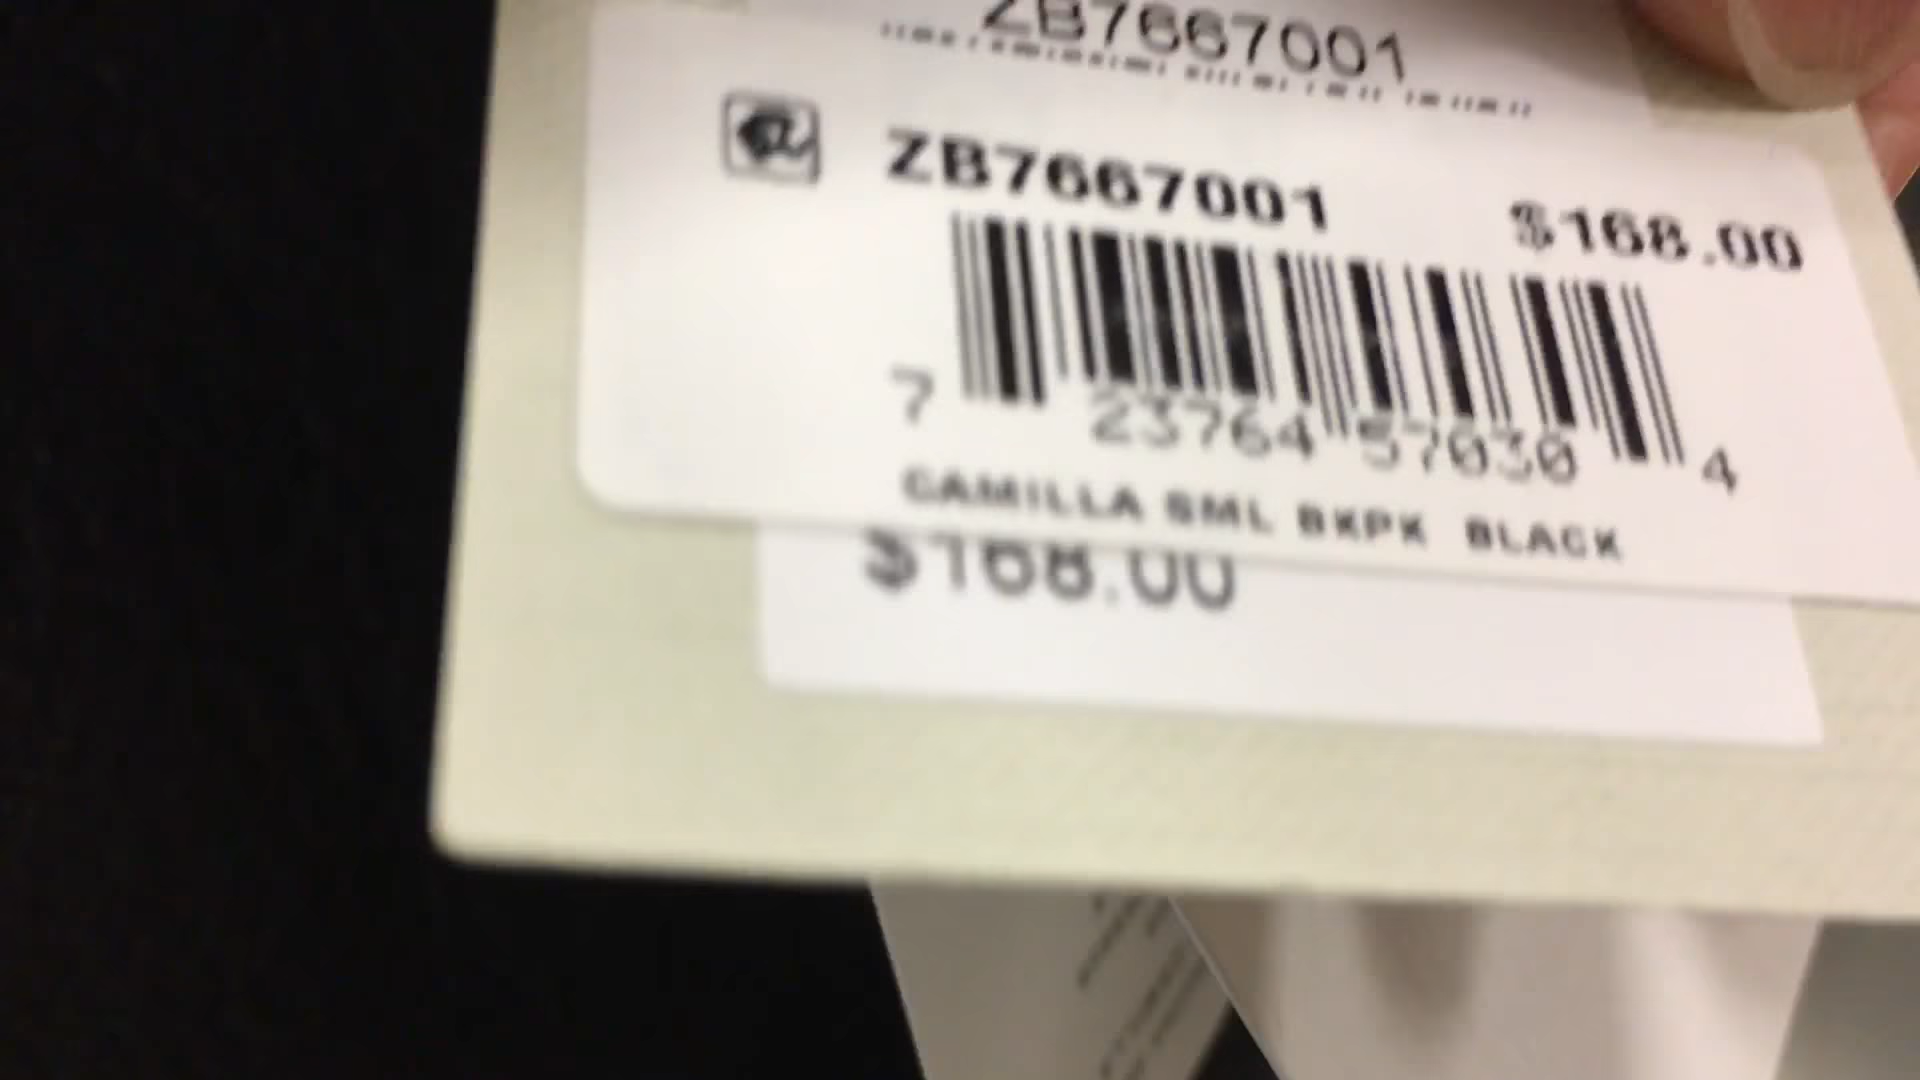 ZB7667001
ZB7667001 $168.00
7 23764 57030 4
CAMILLA SML BKPK BLACK
$168.00